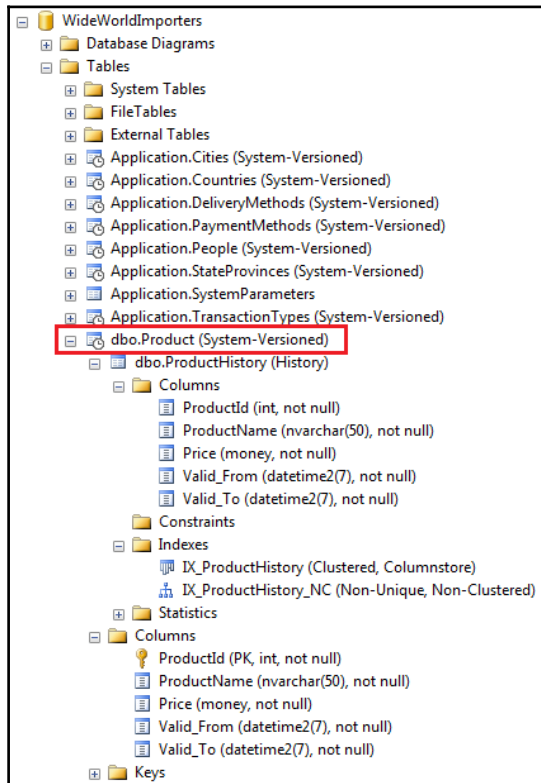 WideWorldImporters
Database Diagrams
Tables
System Tables
FileTables
External Tables
Application.Cities (System-Versioned)
Application.Countries (System-Versioned)
Application.DeliveryMethods (System-Versioned)
Application.PaymentMethods (System-Versioned)
Application.People (System-Versioned)
Application.StateProvinces (System-Versioned)
Application.SystemParameters
Application.TransactionTypes (System-Versioned)
dbo.Product (System-Versioned)
dbo.ProductHistory (History)
Columns
ProductId (int, not null)
ProductName (nvarchar(50), not null)
Price (money, not null)
Valid_From (datetime2(7), not null)
Valid_To (datetime2(7), not null)
Constraints
Indexes
IX_ProductHistory (Clustered, Columnstore)
IX_ProductHistory_NC (Non-Unique, Non-Clustered)
Statistics
Columns
ProductId (PK, int, not null)
ProductName (nvarchar(50), not null)
Price (money, not null)
Valid_From (datetime2(7), not null)
Valid_To (datetime2(7), not null)
Keys